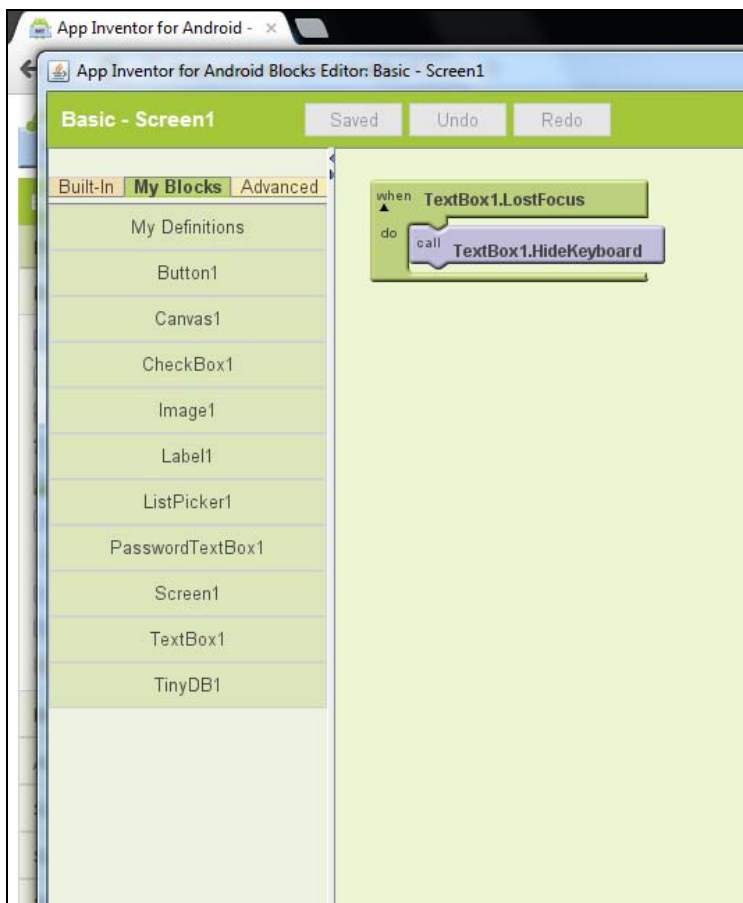 App Inventor for Android -
App Inventor for Android Blocks Editor: Basic - Screen1
Basic - Screen1
Saved
Undo
Redo
Built-In
My Blocks
Advanced
My Definitions
Button1
Canvas1
CheckBox1
Image1
Label1
ListPicker1
PasswordTextBox1
Screen1
TextBox1
TinyDB1
when TextBox1.LostFocus
do
call TextBox1.HideKeyboard